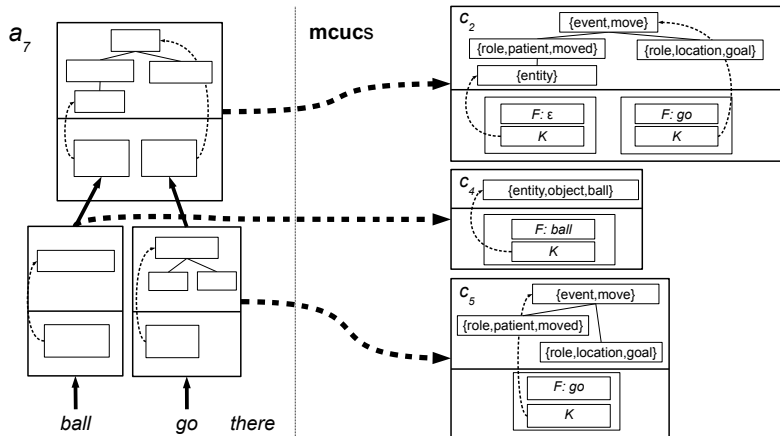 a7
mcucs
c2
{event,move}
{role,patient,moved}
{role,location,goal}
{entity}
F: ε
F: go
K
K
c4
{entity,object,ball}
F: ball
K
c5
{event,move}
{role,patient,moved}
{role,location,goal}
F: go
K
ball go there